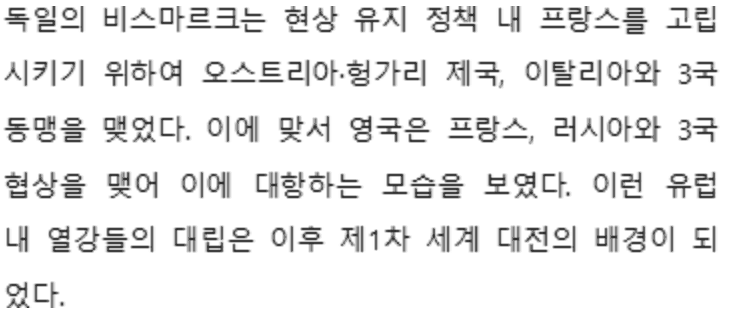 독일의 비스마르크는 현상 유지 정책 내 프랑스를 고립
시키기 위하여 오스트리아·헝가리 제국, 이탈리아와 3국
동맹을 맺었다. 이에 맞서 영국은 프랑스, 러시아와 3국
협상을 맺어 이에 대항하는 모습을 보였다. 이런 유럽
내 열강들의 대립은 이후 제1차 세계 대전의 배경이 되
었다.